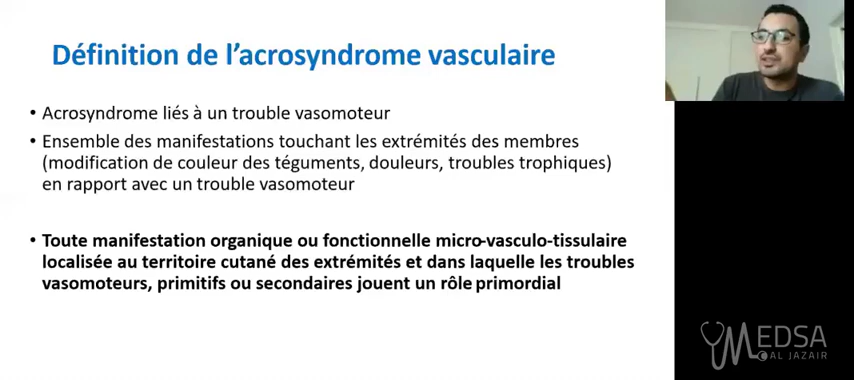 Définition de l’acrosyndrome vasculaire
• Acrosyndrome liés à un trouble vasomoteur
• Ensemble des manifestations touchant les extrémités des membres
(modification de couleur des téguments, douleurs, troubles trophiques)
en rapport avec un trouble vasomoteur
• Toute manifestation organique ou fonctionnelle micro-vasculo-tissulaire
localisée au territoire cutané des extrémités et dans laquelle les troubles
vasomoteurs, primitifs ou secondaires jouent un rôle primordial
MEDSA
AL JAZAIR